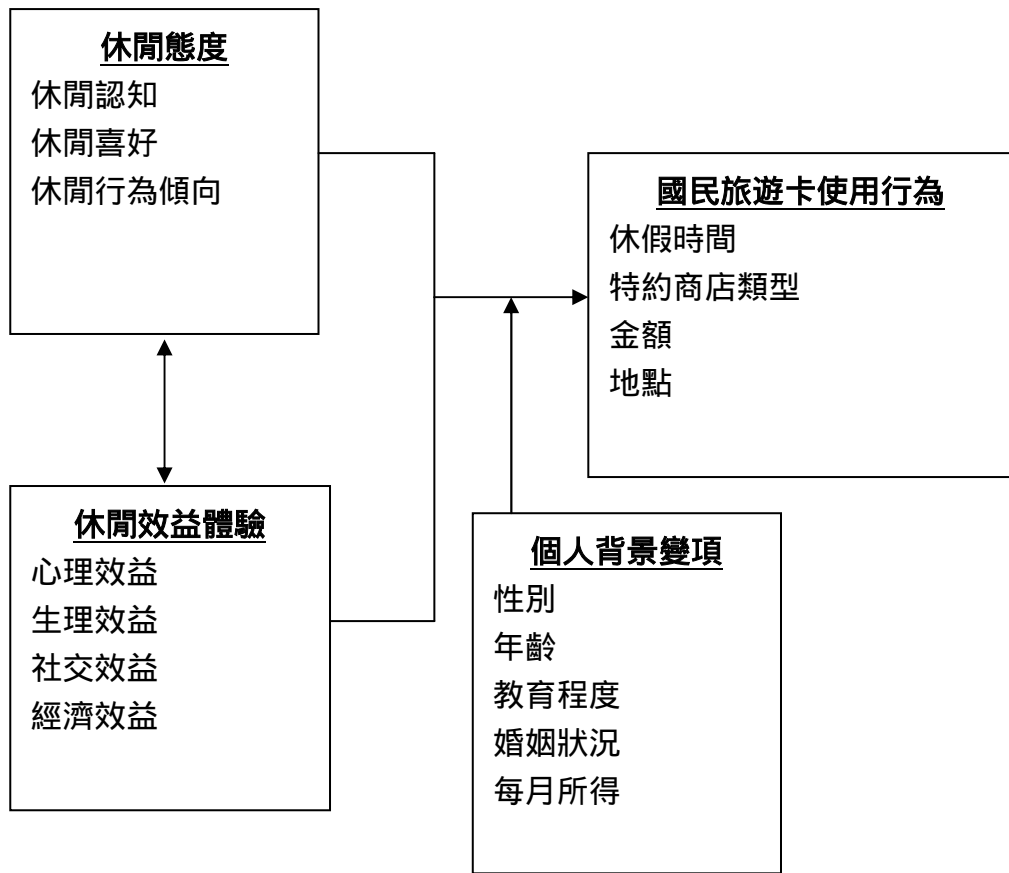 休閒態度
休閒認知
休閒喜好
休閒行為傾向
國民旅遊卡使用行為
休假時間
特約商店類型
金額
地點
休閒效益體驗
心理效益
生理效益
社交效益
經濟效益
個人背景變項
性別
年齡
教育程度
婚姻狀況
每月所得